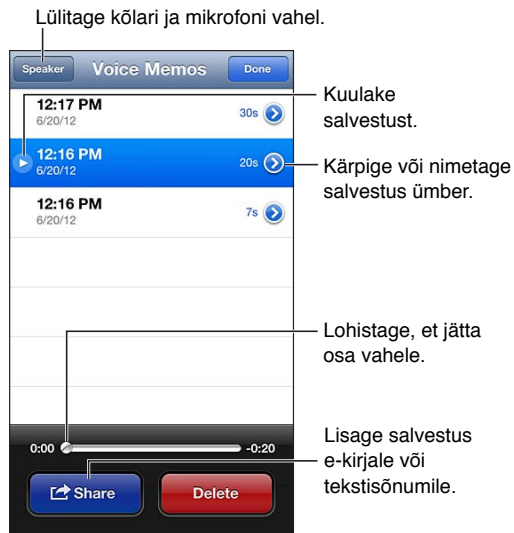 Lülitage kõlari ja mikrofoni vahel.
Speaker Voice Memos Done
12:17 PM
6/20/12
30s
12:16 PM
6/20/12
20s
12:16 PM
6/20/12
7s
Kuulake
salvestust.
Kärpige või nimetage
salvestus ümber.
Lohistage, et jätta
osa vahele.
0:00 -0:20
Share Delete
Lisage salvestus
e-kirjale või
tekstisõnumile.